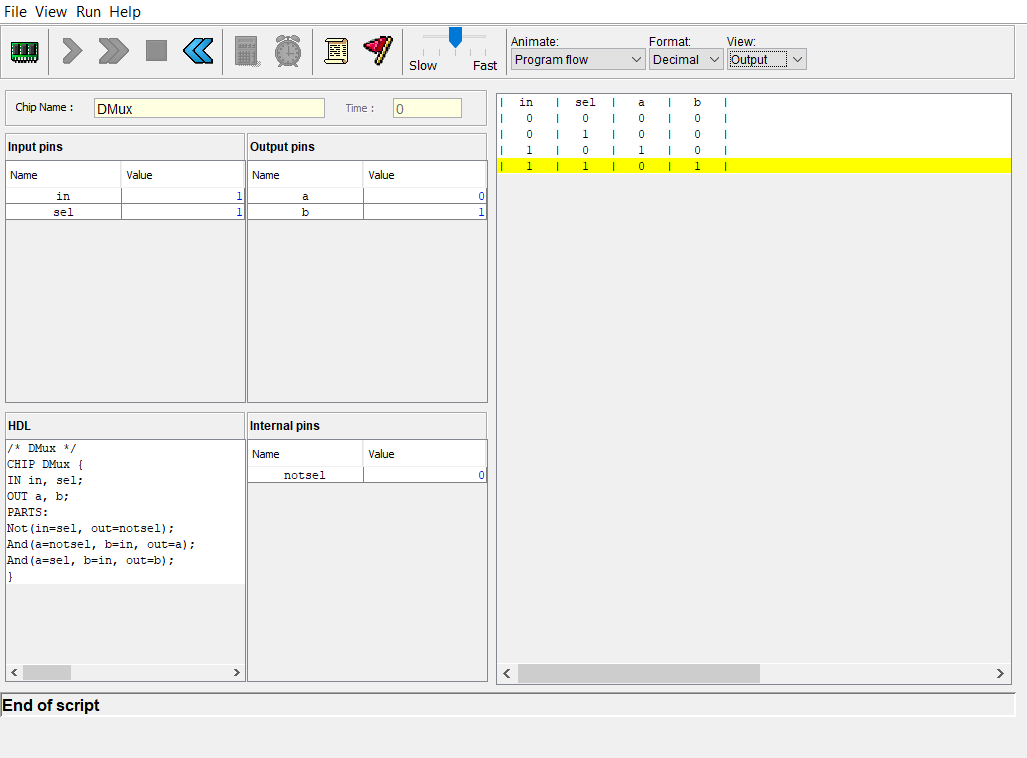 File View Run Help
Animate: Format: View:
Slow Fast Program flow Decimal Output
Chip Name : DMux Time : 0
Input pins Output pins
Name Value Name Value
in 1 a 0
sel 1 b 1
HDL Internal pins
/* DMux */
CHIP DMux {
IN in, sel;
OUT a, b;
PARTS:
Not(in=sel, out=notsel);
And(a=notsel, b=in, out=a);
And(a=sel, b=in, out=b);
}
Name Value
notsel 0
| in | sel | a | b |
| 0 | 0 | 0 | 0 |
| 0 | 1 | 0 | 0 |
| 1 | 0 | 1 | 0 |
| 1 | 1 | 0 | 1 |
End of script